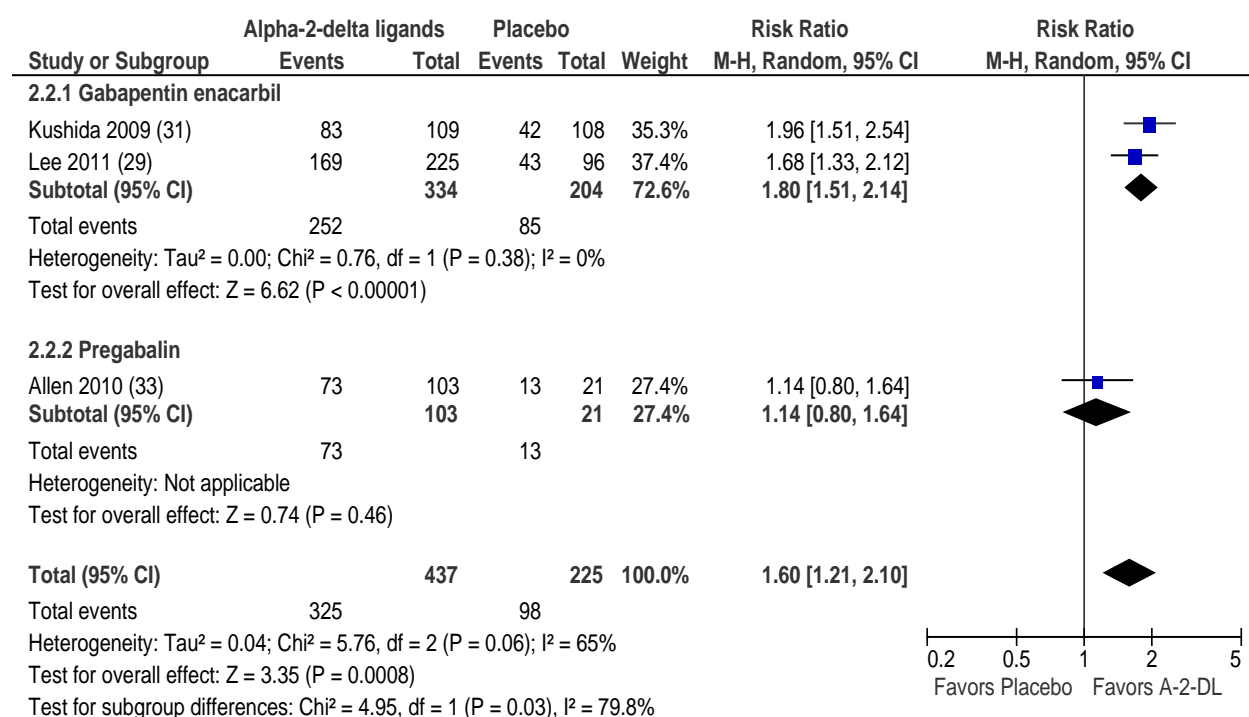 Alpha-2-delta ligands Placebo Risk Ratio Risk Ratio
Study or Subgroup Events Total Events Total Weight M-H, Random, 95% CI M-H, Random, 95% CI
2.2.1 Gabapentin enacarbil
Kushida 2009 (31) 83 109 42 108 35.3% 1.96 [1.51, 2.54]
Lee 2011 (29) 169 225 43 96 37.4% 1.68 [1.33, 2.12]
Subtotal (95% CI) 334 204 72.6% 1.80 [1.51, 2.14]
Total events 252 85
Heterogeneity: Tau² = 0.00; Chi² = 0.76, df = 1 (P = 0.38); I² = 0%
Test for overall effect: Z = 6.62 (P < 0.00001)
2.2.2 Pregabalin
Allen 2010 (33) 73 103 13 21 27.4% 1.14 [0.80, 1.64]
Subtotal (95% CI) 103 21 27.4% 1.14 [0.80, 1.64]
Total events 73 13
Heterogeneity: Not applicable
Test for overall effect: Z = 0.74 (P = 0.46)
Total (95% CI) 437 225 100.0% 1.60 [1.21, 2.10]
Total events 325 98
Heterogeneity: Tau² = 0.04; Chi² = 5.76, df = 2 (P = 0.06); I² = 65%
Test for overall effect: Z = 3.35 (P = 0.0008)
Test for subgroup differences: Chi² = 4.95, df = 1 (P = 0.03), I² = 79.8%
0.2 0.5 1 2 5
Favors Placebo Favors A-2-DL